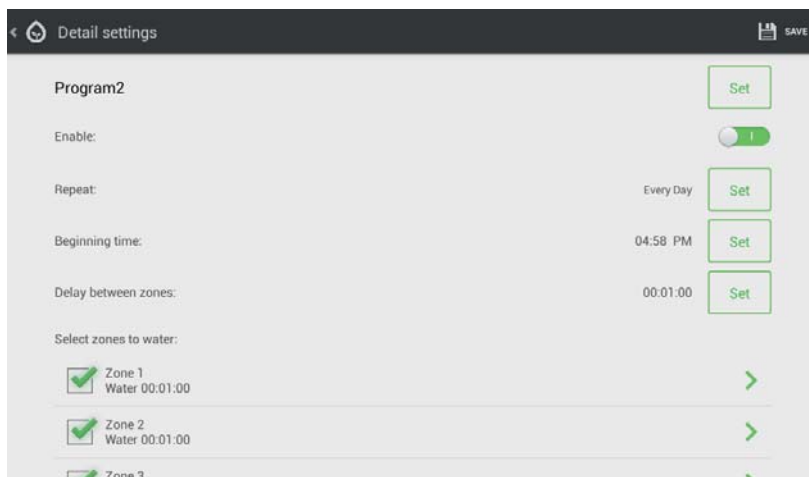 Detail settings
SAVE
Program2
Set
Enable:
I
Repeat:
Every Day
Set
Beginning time:
04:58 PM
Set
Delay between zones:
00:01:00
Set
Select zones to water:
Zone 1
Water 00:01:00
Zone 2
Water 00:01:00
Zone 3